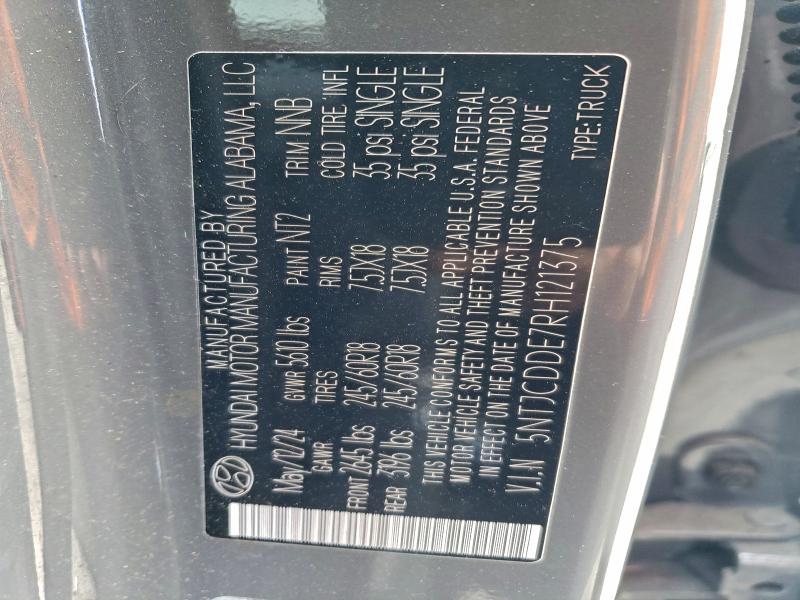 MANUFACTURED BY
HYUNDAI MOTOR MANUFACTURING ALABAMA, LLC
May/12/24 GVWR 5610 lbs PAINT NT2 TRIM NNB
GAWR TIRES RIMS COLD TIRE INFL
FRONT 2645 lbs 245/60R18 7.5JX18 35 psi SINGLE
REAR 3196 lbs 245/60R18 7.5JX18 35 psi SINGLE
THIS VEHICLE CONFORMS TO ALL APPLICABLE U.S.A. FEDERAL
MOTOR VEHICLE SAFETY AND THEFT PREVENTION STANDARDS
IN EFFECT ON THE DATE OF MANUFACTURE SHOWN ABOVE
V.I.N 5NTJCDDE7RH121375
TYPE:TRUCK